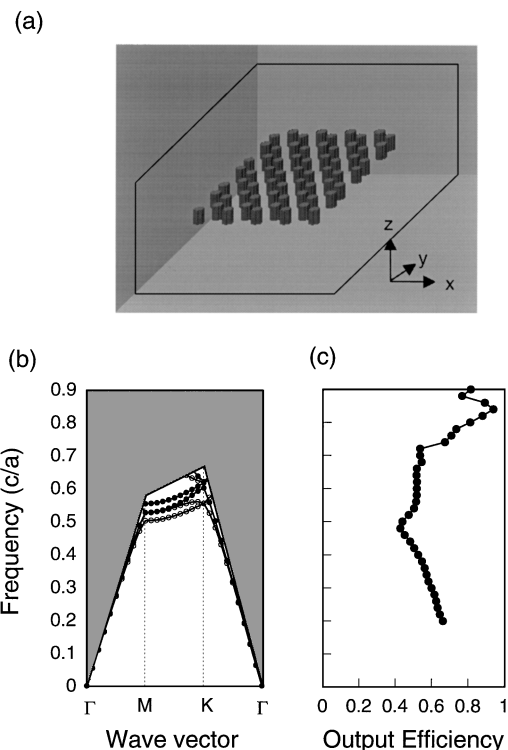 (a)
z
y
x
(b)
(c)
0.9
0.8
0.7
0.6
0.5
0.4
0.3
0.2
0.1
0
Frequency (c/a)
Γ M K Γ
Wave vector
0 0.2 0.4 0.6 0.8 1
Output Efficiency